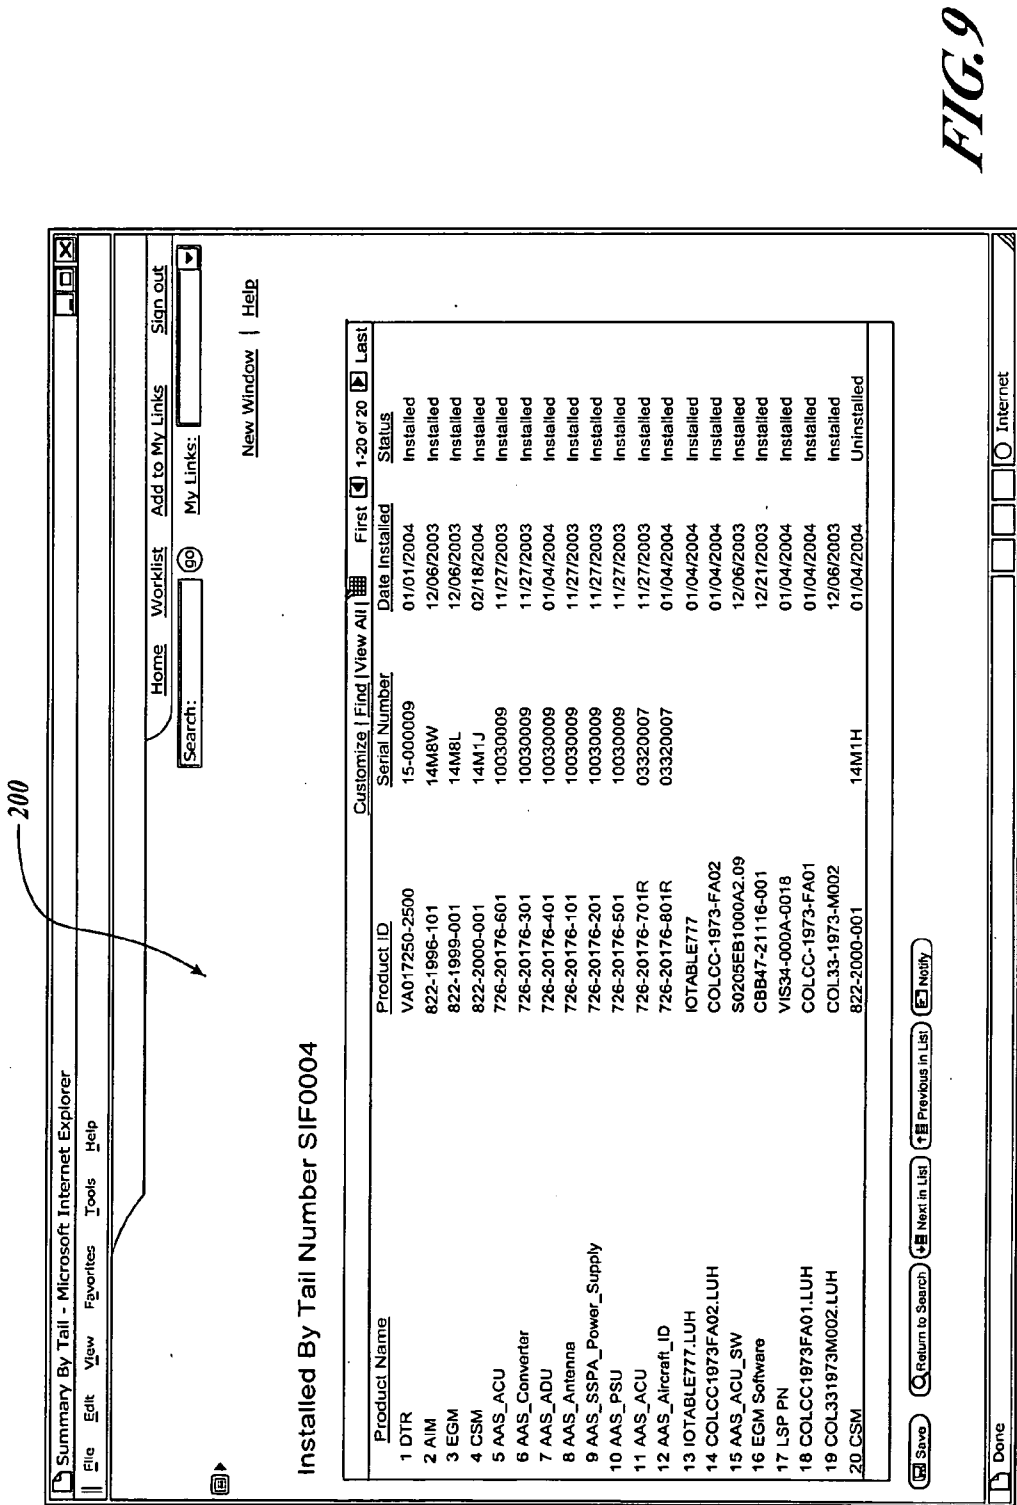 200
Summary By Tail - Microsoft Internet Explorer
File Edit View Favorites Tools Help
Home Worklist Add to My Links Sign out
Search: go My Links:
New Window | Help
Installed By Tail Number SIF0004
Customize | Find | View All | First 1-20 of 20 Last
Product Name Product ID Serial Number Date Installed Status
1 DTR VA017250-2500 15-000009 01/01/2004 Installed
2 AIM 822-1996-101 14M8W 12/06/2003 Installed
3 EGM 822-1999-001 14M8L 12/06/2003 Installed
4 CSM 822-2000-001 14M1J 02/18/2004 Installed
5 AAS_ACU 726-20176-601 10030009 11/27/2003 Installed
6 AAS_Converter 726-20176-301 10030009 11/27/2003 Installed
7 AAS_ADU 726-20176-401 10030009 01/04/2004 Installed
8 AAS_Antenna 726-20176-101 10030009 11/27/2003 Installed
9 AAS_SSPA_Power_Supply 726-20176-201 10030009 11/27/2003 Installed
10 AAS_PSU 726-20176-501 10030009 11/27/2003 Installed
11 AAS_ACU 726-20176-701R 03320007 11/27/2003 Installed
12 AAS_Aircraft_ID 726-20176-801R 03320007 01/04/2004 Installed
13 IOTABLE777.LUH IOTABLE777 01/04/2004 Installed
14 COLCC1973FA02.LUH COLCC-1973-FA02 01/04/2004 Installed
15 AAS_ACU_SW S0205EB1000A2.09 12/06/2003 Installed
16 EGM Software CBB47-21116-001 12/21/2003 Installed
17 LSP PN VIS34-000A-0018 01/04/2004 Installed
18 COLCC1973FA01.LUH COLCC-1973-FA01 01/04/2004 Installed
19 COL331973M002.LUH COL33-1973-M002 12/06/2003 Installed
20 CSM 822-2000-001 14M1H 01/04/2004 Uninstalled
Save Return to Search Next in List Previous in List Notify
Done Internet
FIG. 9